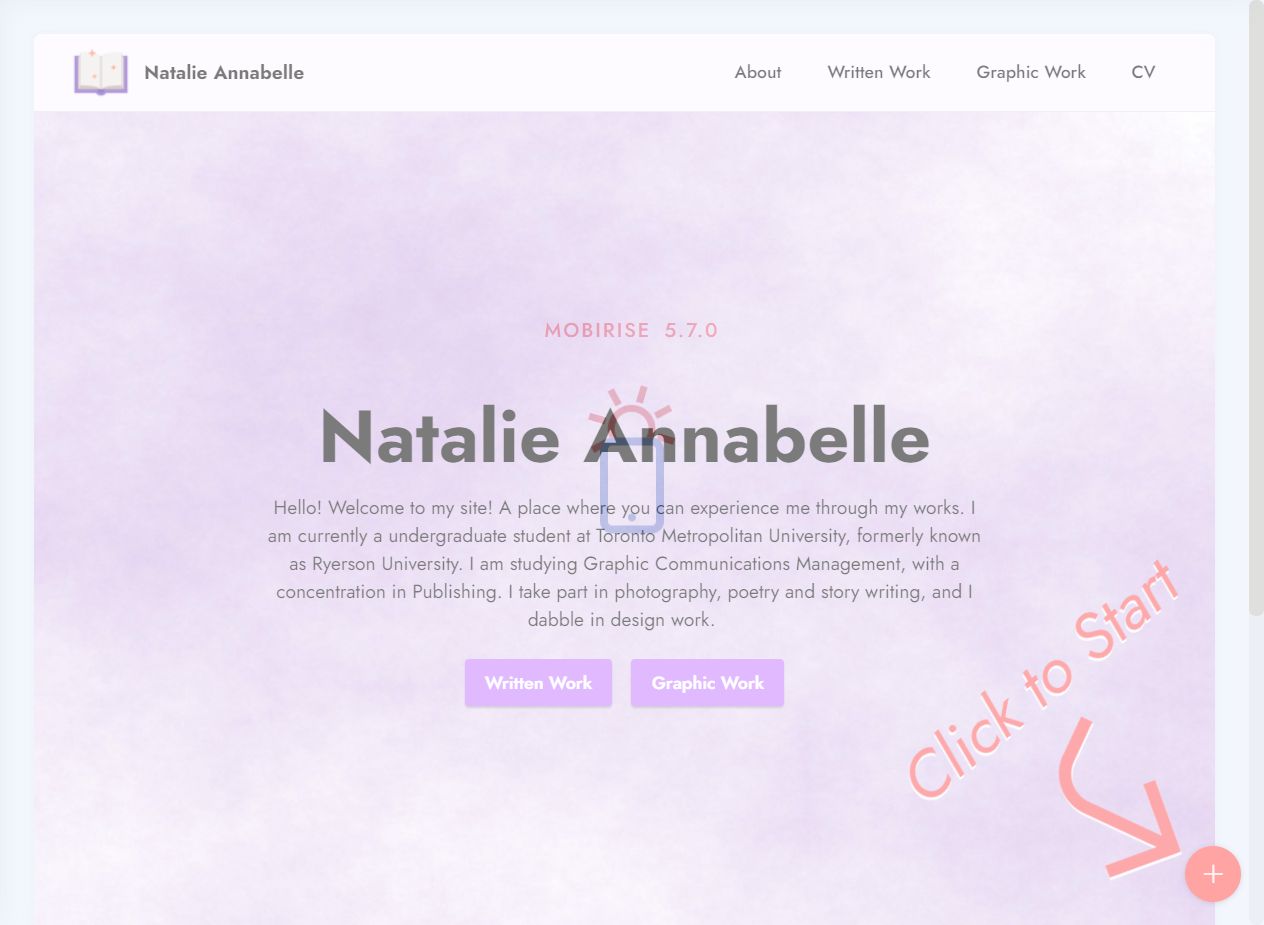 Natalie Annabelle
About Written Work Graphic Work CV
MOBIRISE 5.7.0
Natalie Annabelle
Hello! Welcome to my site! A place where you can experience me through my works. I
am currently a undergraduate student at Toronto Metropolitan University, formerly known
as Ryerson University. I am studying Graphic Communications Management, with a
concentration in Publishing. I take part in photography, poetry and story writing, and I
dabble in design work.
Written Work Graphic Work
Click to Start
+